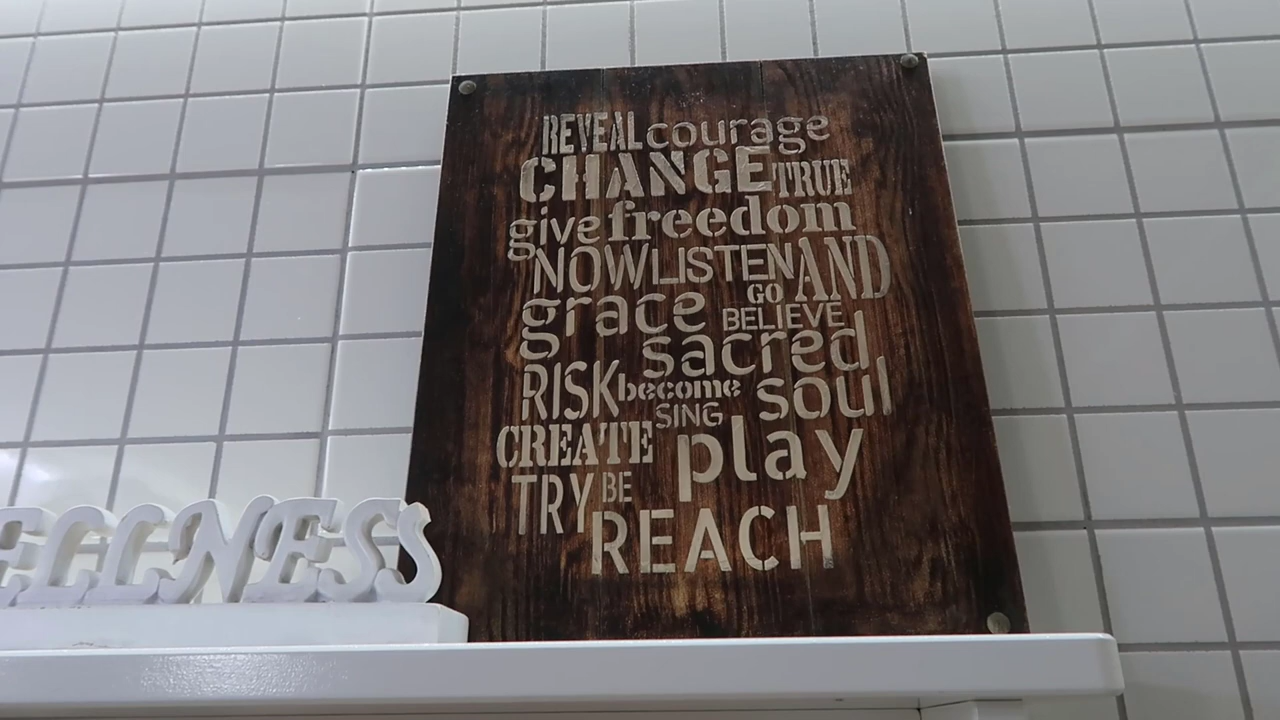 REVEAL courage
CHANGE TRUE
give freedom
NOW LISTEN AND
GO
grace BELIEVE
sacred
RISK become soul
SING
CREATE play
TRY BE
REACH
ELLNESS